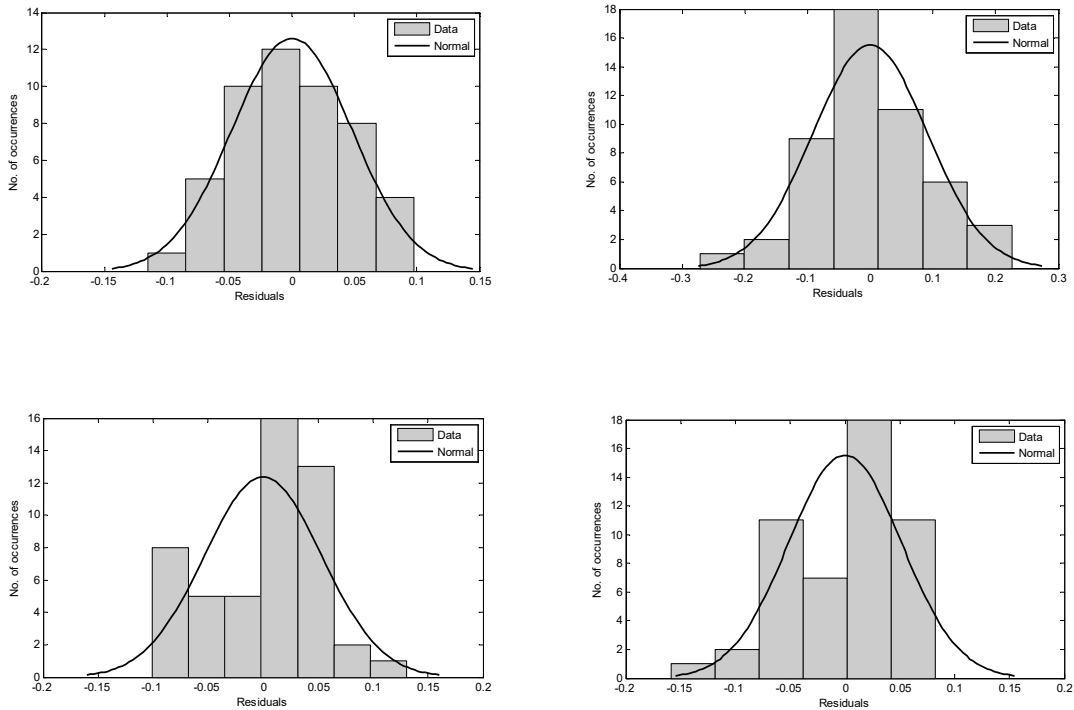 14
12
10
8
6
4
2
0
No. of occurrences
Data
Normal
-0.2 -0.15 -0.1 -0.05 0 0.05 0.1 0.15
Residuals
18
16
14
12
10
8
6
4
2
0
No. of occurrences
Data
Normal
-0.4 -0.3 -0.2 -0.1 0 0.1 0.2 0.3
Residuals
16
14
12
10
8
6
4
2
0
No. of occurrences
Data
Normal
-0.2 -0.15 -0.1 -0.05 0 0.05 0.1 0.15 0.2
Residuals
18
16
14
12
10
8
6
4
2
0
No. of occurrences
Data
Normal
-0.2 -0.15 -0.1 -0.05 0 0.05 0.1 0.15 0.2
Residuals